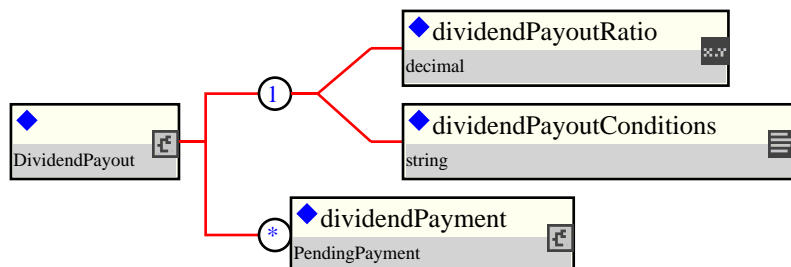 dividendPayoutRatio
x.y
decimal
1
dividendPayoutConditions
DividendPayout
string
*
dividendPayment
PendingPayment